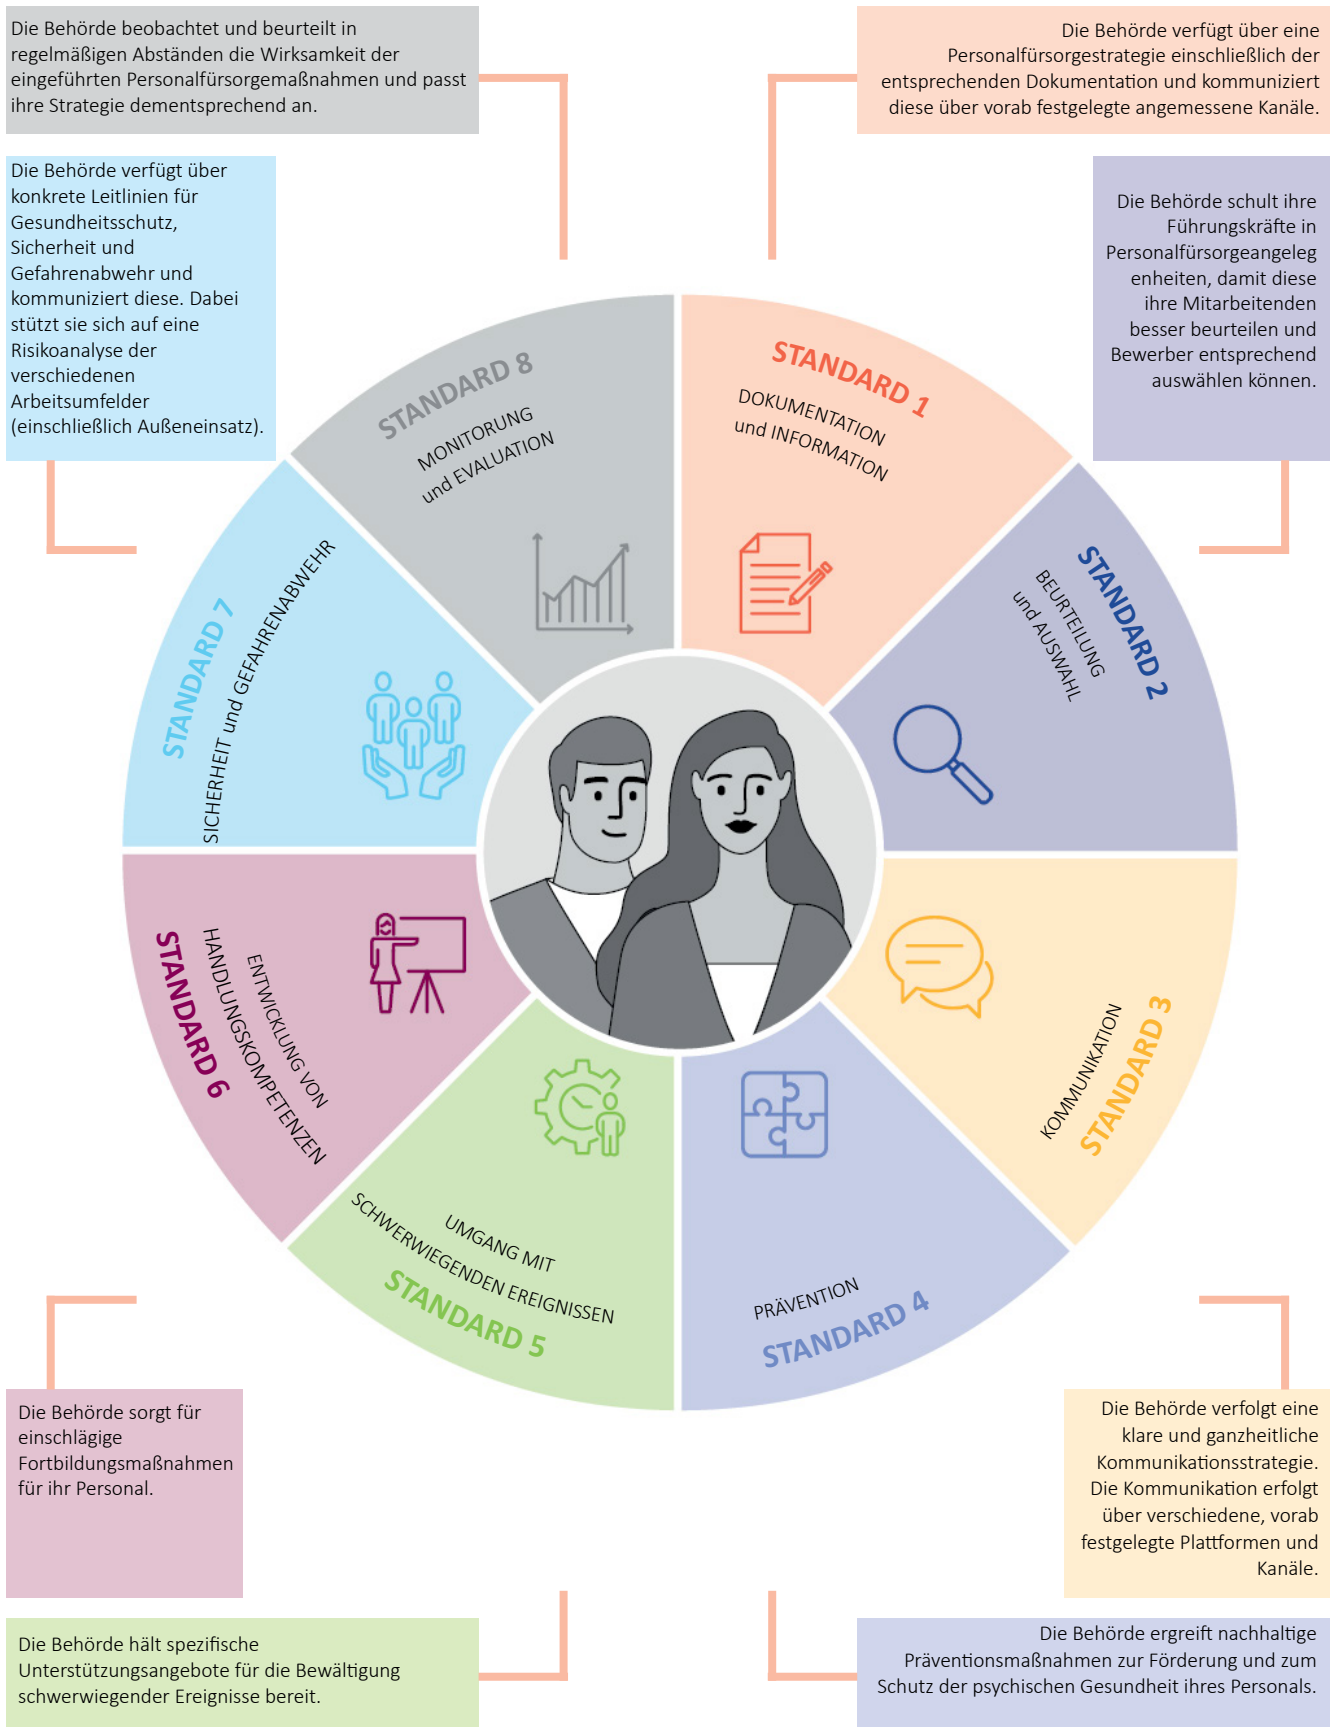 Die Behörde beobachtet und beurteilt in
regelmäßigen Abständen die Wirksamkeit der
eingeführten Personalfürsorgemaßnahmen und passt
ihre Strategie dementsprechend an.
Die Behörde verfügt über eine
Personalfürsorgestrategie einschließlich der
entsprechenden Dokumentation und kommuniziert
diese über vorab festgelegte angemessene Kanäle.
Die Behörde verfügt über
konkrete Leitlinien für
Gesundheitsschutz,
Sicherheit und
Gefahrenabwehr und
kommuniziert diese. Dabei
stützt sie sich auf eine
Risikoanalyse der
verschiedenen
Arbeitsumfelder
(einschließlich Außeneinsatz).
Die Behörde schult ihre
Führungskräfte in
Personalfürsorgeangeleg
enheiten, damit diese
ihre Mitarbeitenden
besser beurteilen und
Bewerber entsprechend
auswählen können.
STANDARD 8
MONITORUNG
und EVALUATION
STANDARD 1
DOKUMENTATION
und INFORMATION
STANDARD 2
BEURTEILUNG
und AUSWAHL
STANDARD 7
SICHERHEIT und GEFAHRENABWEHR
STANDARD 6
ENTWICKLUNG VON
HANDLUNGSKOMPETENZEN
KOMMUNIKATION
STANDARD 3
UMGANG MIT
SCHWERWIEGENDEN EREIGNISSEN
STANDARD 5
PRÄVENTION
STANDARD 4
Die Behörde sorgt für
einschlägige
Fortbildungsmaßnahmen
für ihr Personal.
Die Behörde verfolgt eine
klare und ganzheitliche
Kommunikationsstrategie.
Die Kommunikation erfolgt
über verschiedene, vorab
festgelegte Plattformen und
Kanäle.
Die Behörde hält spezifische
Unterstützungsangebote für die Bewältigung
schwerwiegender Ereignisse bereit.
Die Behörde ergreift nachhaltige
Präventionsmaßnahmen zur Förderung und zum
Schutz der psychischen Gesundheit ihres Personals.